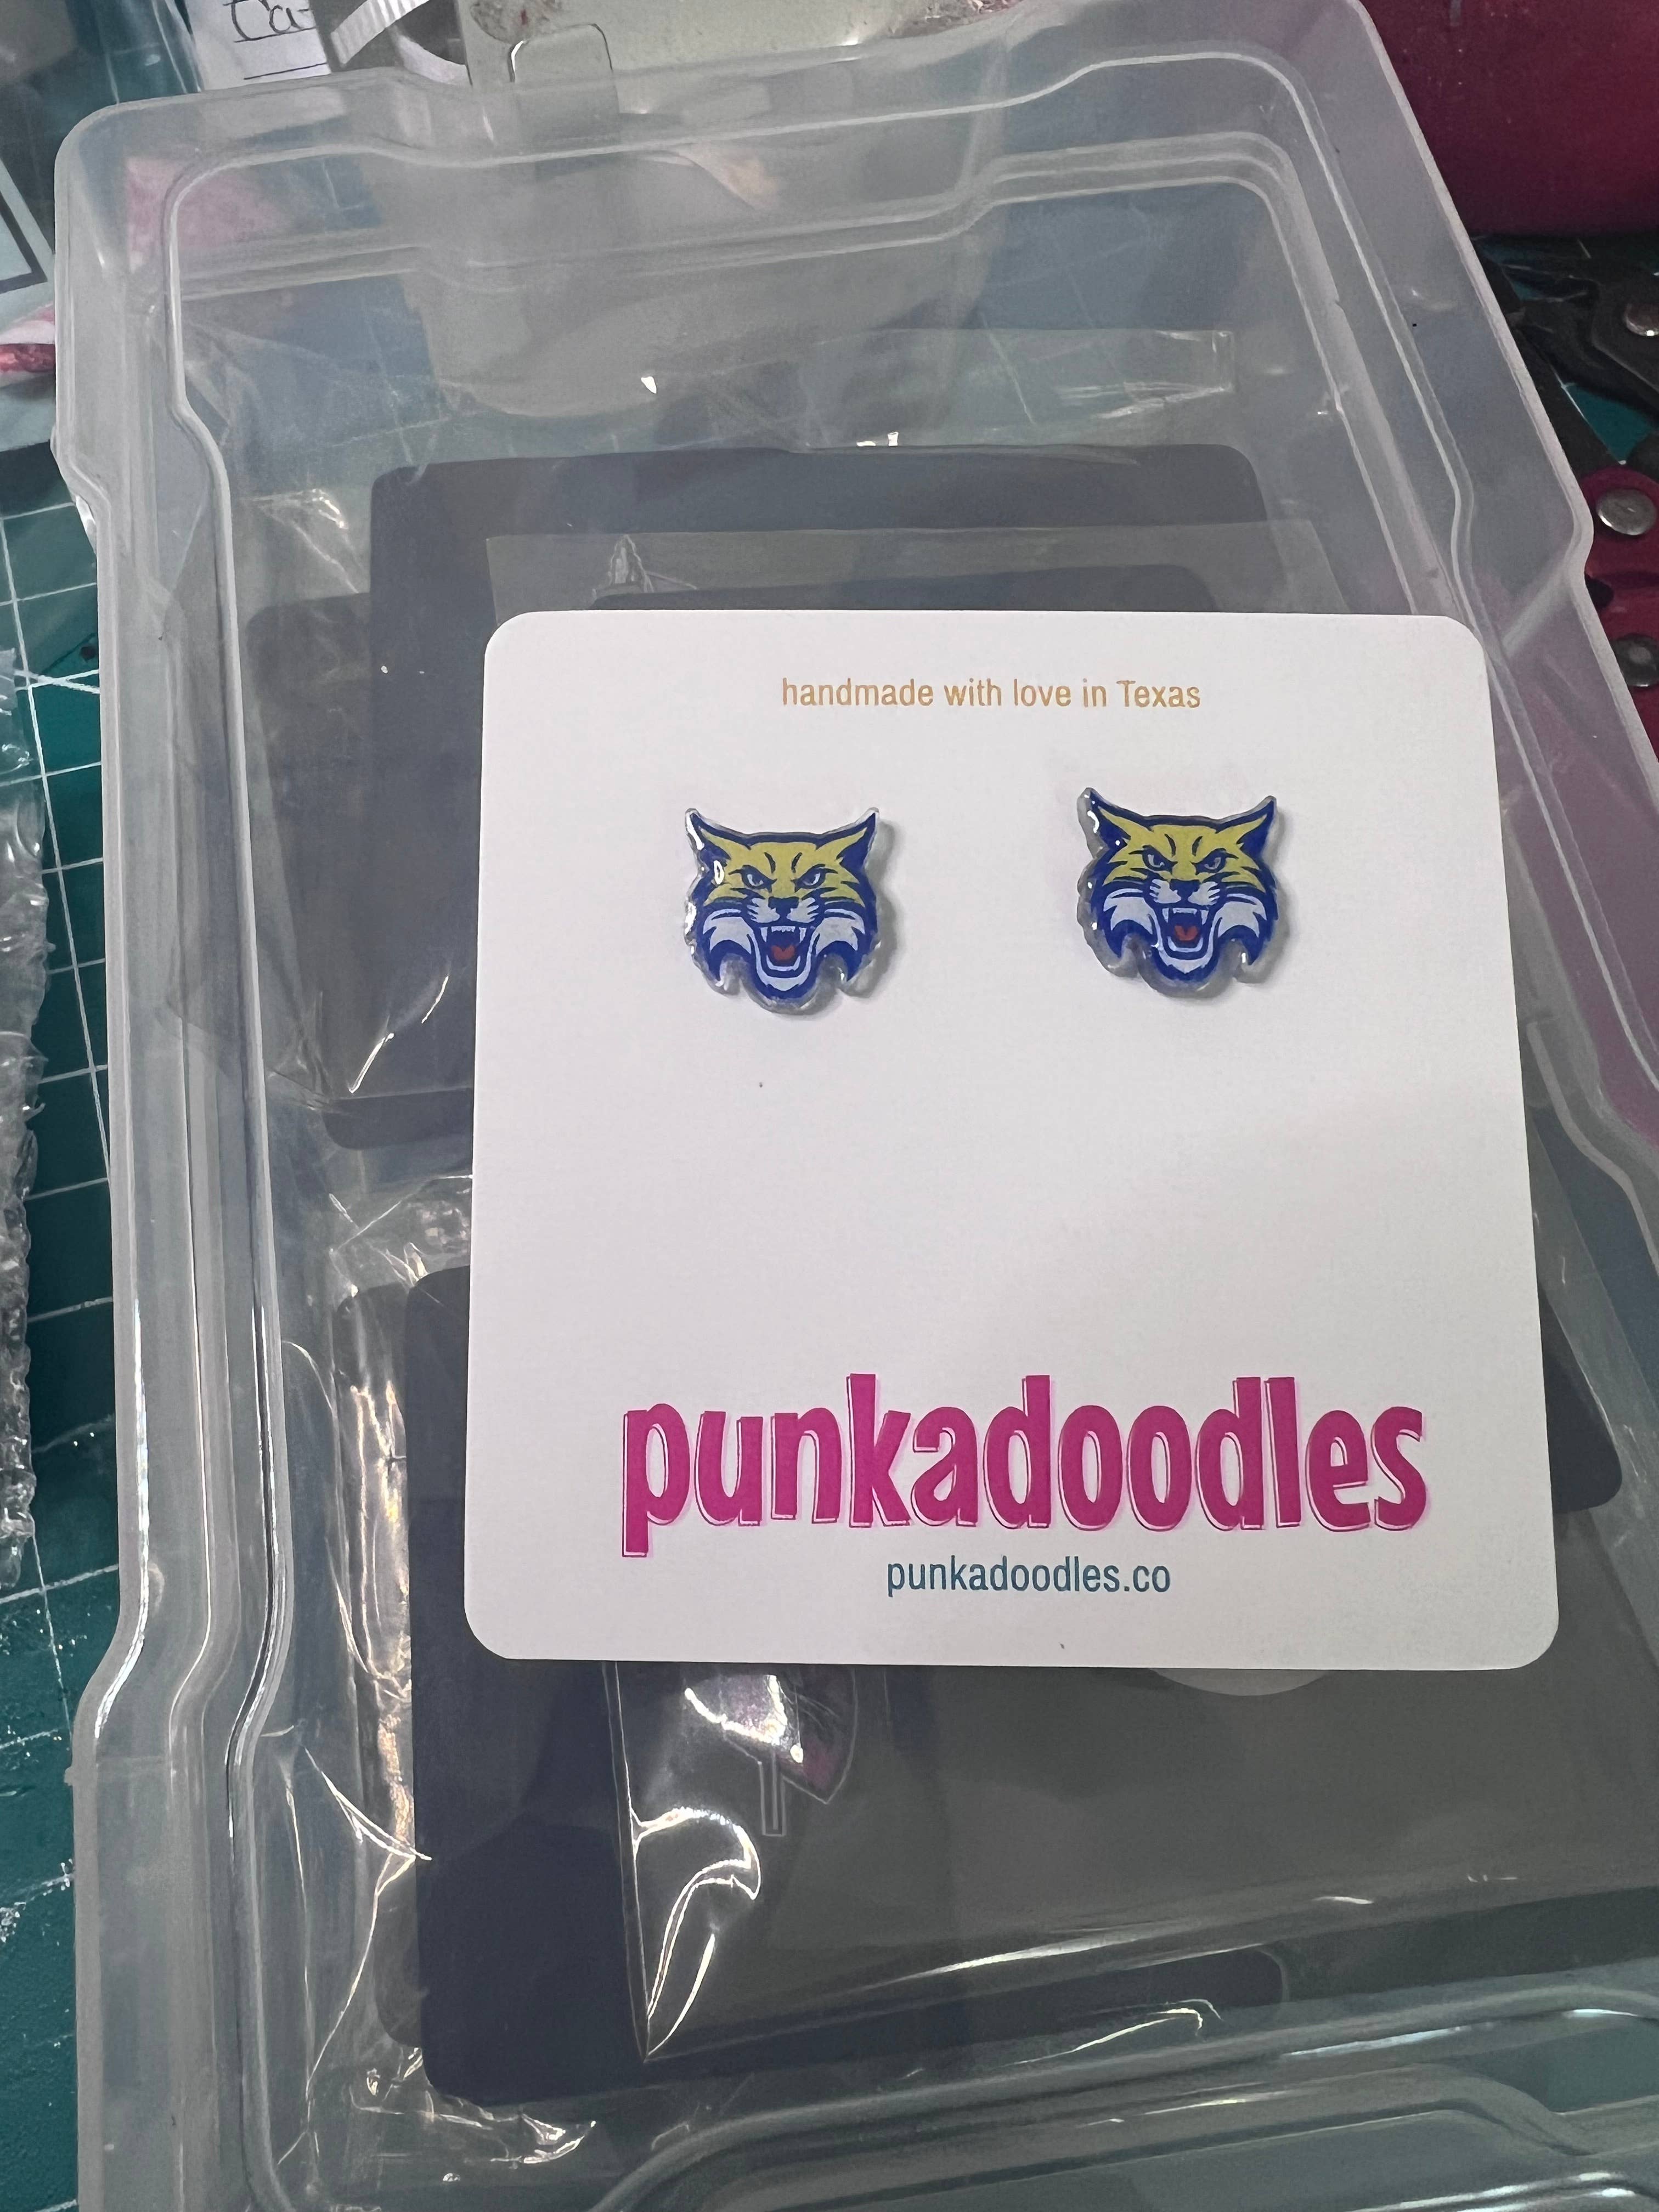 handmade with love in Texas
punkadoodles
punkadoodles.co